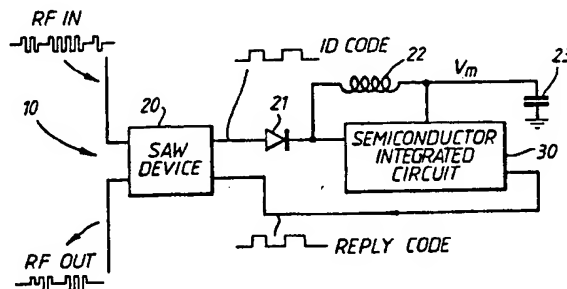 RF IN
ID CODE
22
Vm
23
10
20
21
SAW
DEVICE
SEMICONDUCTOR
INTEGRATED
CIRCUIT
30
RF OUT
REPLY CODE